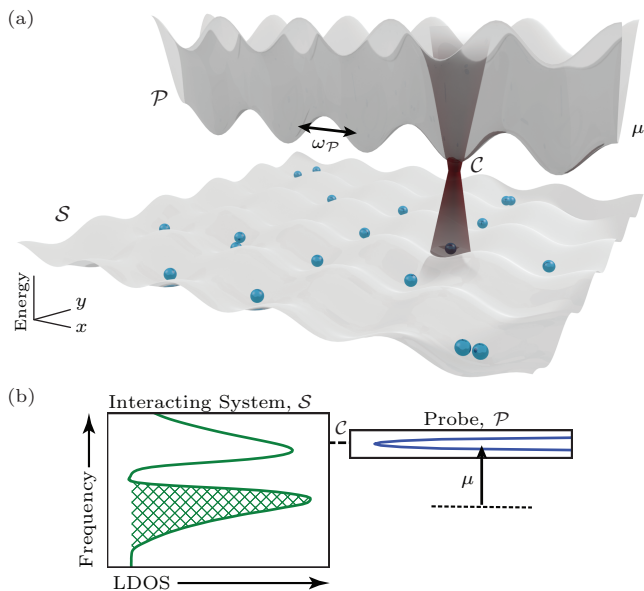 (a)
𝒫
μ
ω𝒫
𝒞
𝒮
Energy
y
x
(b)
Interacting System, 𝒮
𝒞
Probe, 𝒫
Frequency
μ
LDOS